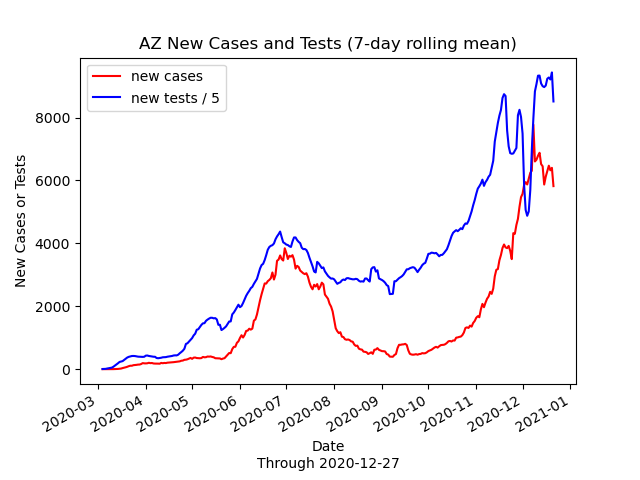 AZ New Cases and Tests (7-day rolling mean)
new cases
new tests / 5
New Cases or Tests
8000
6000
4000
2000
0
2020-03
2020-04
2020-05
2020-06
2020-07
2020-08
2020-09
2020-10
2020-11
2020-12
2021-01
Date
Through 2020-12-27